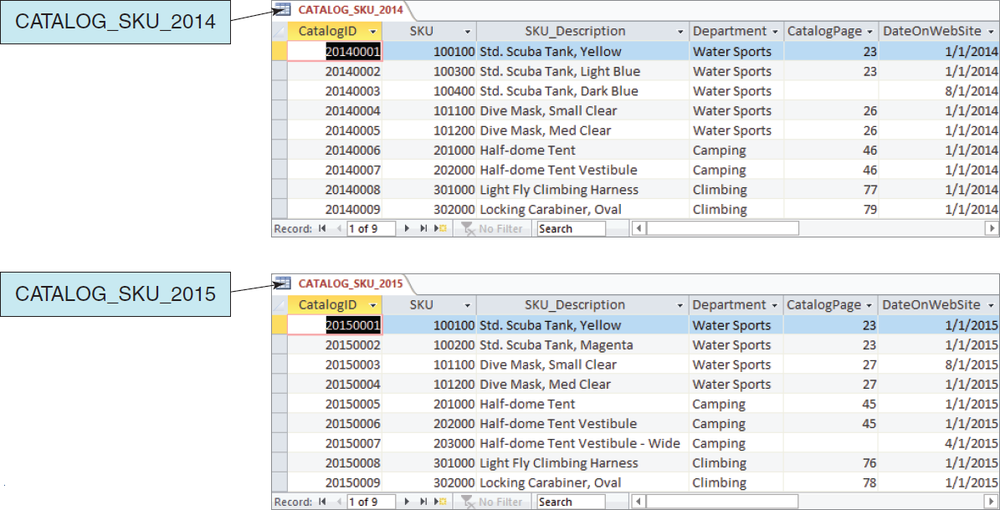 CATALOG_SKU_2014
CATALOG_SKU_2014
CatalogID SKU SKU_Description Department CatalogPage DateOnWebSite
20140001 100100 Std. Scuba Tank, Yellow Water Sports 23 1/1/2014
20140002 100300 Std. Scuba Tank, Light Blue Water Sports 23 1/1/2014
20140003 100400 Std. Scuba Tank, Dark Blue Water Sports 8/1/2014
20140004 101100 Dive Mask, Small Clear Water Sports 26 1/1/2014
20140005 101200 Dive Mask, Med Clear Water Sports 26 1/1/2014
20140006 201000 Half-dome Tent Camping 46 1/1/2014
20140007 202000 Half-dome Tent Vestibule Camping 46 1/1/2014
20140008 301000 Light Fly Climbing Harness Climbing 77 1/1/2014
20140009 302000 Locking Carabiner, Oval Climbing 79 1/1/2014
Record: 1 of 9 No Filter Search
CATALOG_SKU_2015
CATALOG_SKU_2015
CatalogID SKU SKU_Description Department CatalogPage DateOnWebSite
20150001 100100 Std. Scuba Tank, Yellow Water Sports 23 1/1/2015
20150002 100200 Std. Scuba Tank, Magenta Water Sports 23 1/1/2015
20150003 101100 Dive Mask, Small Clear Water Sports 27 8/1/2015
20150004 101200 Dive Mask, Med Clear Water Sports 27 1/1/2015
20150005 201000 Half-dome Tent Camping 45 1/1/2015
20150006 202000 Half-dome Tent Vestibule Camping 45 1/1/2015
20150007 203000 Half-dome Tent Vestibule - Wide Camping 4/1/2015
20150008 301000 Light Fly Climbing Harness Climbing 76 1/1/2015
20150009 302000 Locking Carabiner, Oval Climbing 78 1/1/2015
Record: 1 of 9 No Filter Search